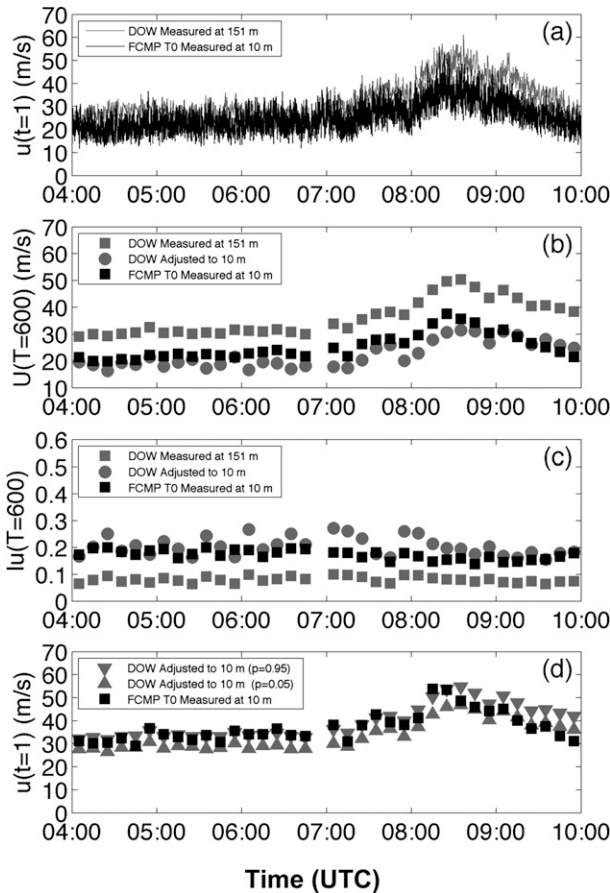 (a)
DOW Measured at 151 m
FCMP T0 Measured at 10 m
u(t=1) (m/s)
70
60
50
40
30
20
10
0
04:00 05:00 06:00 07:00 08:00 09:00 10:00
(b)
DOW Measured at 151 m
DOW Adjusted to 10 m
FCMP T0 Measured at 10 m
U(T=600) (m/s)
70
60
50
40
30
20
10
04:00 05:00 06:00 07:00 08:00 09:00 10:00
(c)
DOW Measured at 151 m
DOW Adjusted to 10 m
FCMP T0 Measured at 10 m
Iu(T=600)
0.6
0.5
0.4
0.3
0.2
0.1
0
04:00 05:00 06:00 07:00 08:00 09:00 10:00
(d)
DOW Adjusted to 10 m (p=0.95)
DOW Adjusted to 10 m (p=0.05)
FCMP T0 Measured at 10 m
u(t=1) (m/s)
70
60
50
40
30
20
10
0
04:00 05:00 06:00 07:00 08:00 09:00 10:00
Time (UTC)